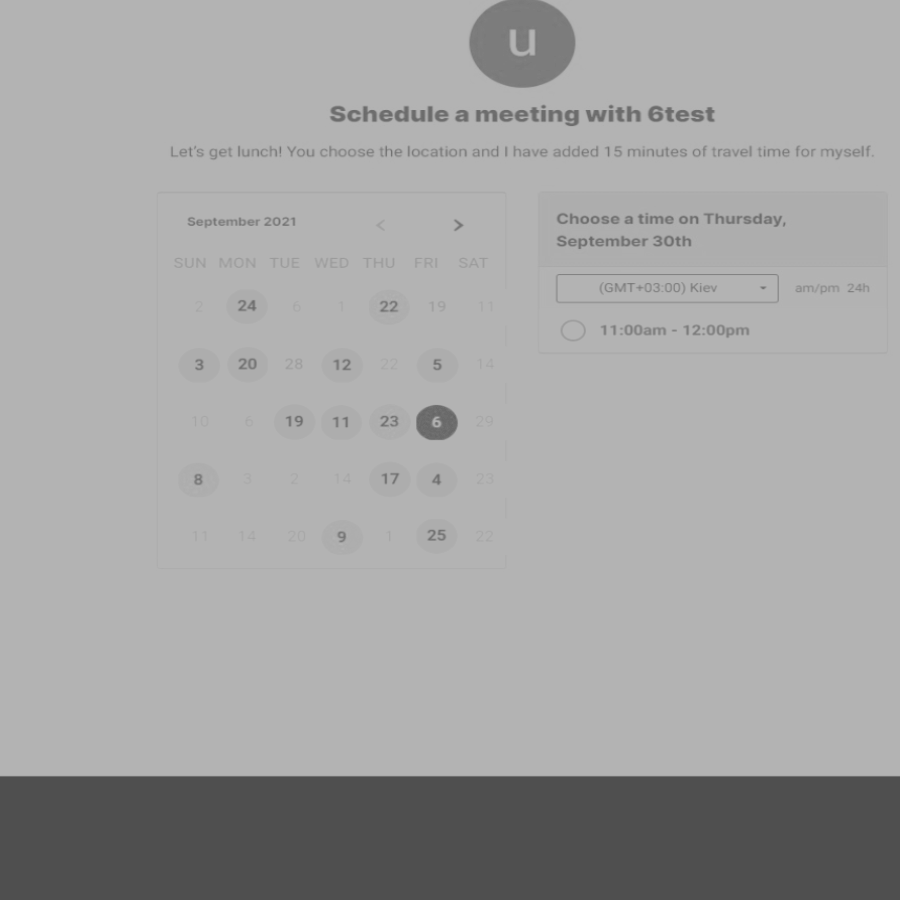 u
Schedule a meeting with 6test
Let's get lunch! You choose the location and I have added 15 minutes of travel time for myself.
September 2021 < >
SUN MON TUE WED THU FRI SAT
2 24 6 1 22 19 11
3 20 28 12 22 5 14
10 6 19 11 23 6 29
8 3 2 14 17 4 23
11 14 20 9 1 25 22
Choose a time on Thursday,
September 30th
(GMT+03:00) Kiev am/pm 24h
11:00am - 12:00pm